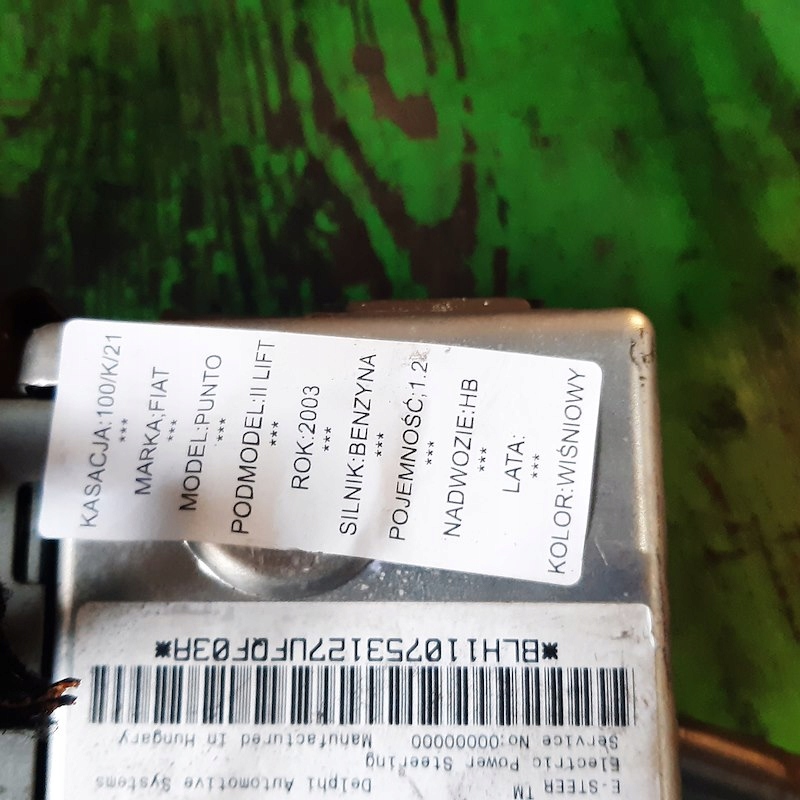 KASACJA:100/K/21
***
MARKA;FIAT
***
MODEL:PUNTO
***
PODMODEL:II LIFT
***
ROK:2003
***
SILNIK:BENZYNA
***
POJEMNOŚĆ;1.2
***
NADWOZIE:HB
***
LATA:
***
KOLOR:WIŚNIOWY
E-STEER TM Delphi Automotive Systems
Electric Power Steering
Service No:00000000 Manufactured in Hungary
*BLH110753127UFQF03A*